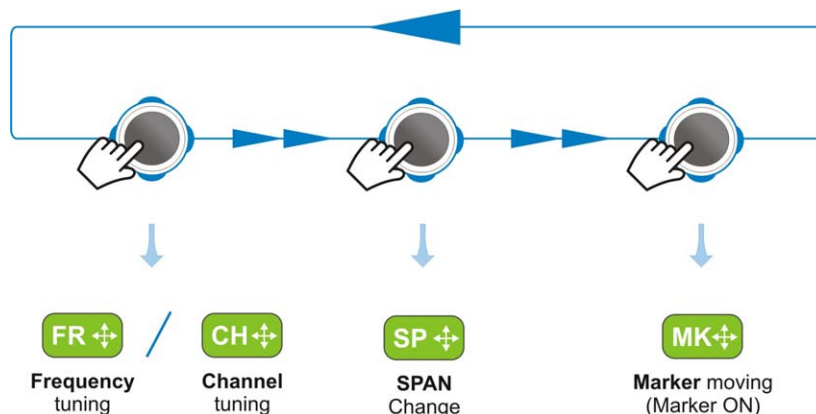 FR / CH
SP
MK
Frequency
tuning
Channel
tuning
SPAN
Change
Marker moving
(Marker ON)